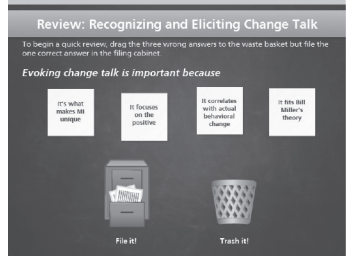 Review: Recognizing and Eliciting Change Talk
To begin a quick review, drag the three wrong answers to the waste basket but file the
one correct answer in the filing cabinet.
Evoking change talk is important because
It's what
makes MI
unique
It focuses
on the
positive
It correlates
with actual
behavioral
change
It fits Bill
Miller's
theory
File it!
Trash it!